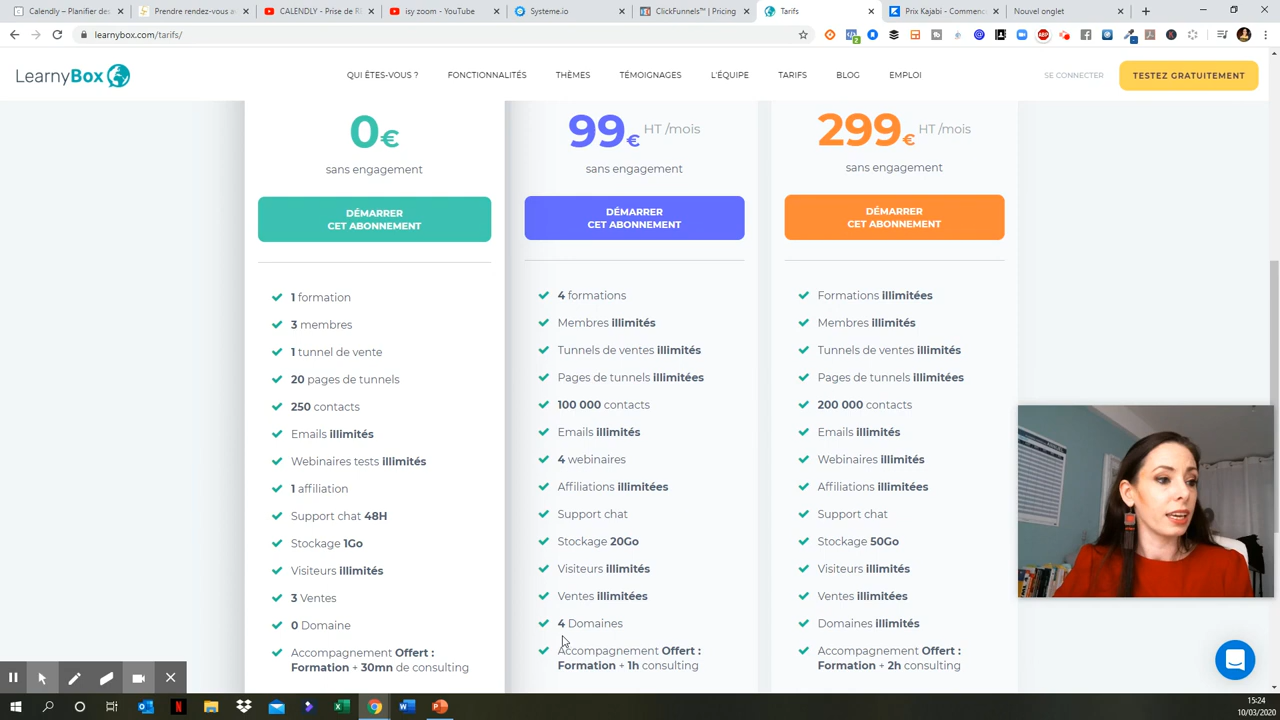 Calendly – Planifier des
Prendre rendez-vous a
CALENDLY - Prise de R
isy zoom - YouTube
Systeme.io
ClickFunnels™ | Pricing
Tarifs
Prix Kajabi - Commenc
Nouvel onglet
learnybox.com/tarifs/
LearnyBox
QUI ÊTES-VOUS ?
FONCTIONNALITÉS
THÈMES
TÉMOIGNAGES
L'ÉQUIPE
TARIFS
BLOG
EMPLOI
SE CONNECTER
TESTEZ GRATUITEMENT
0€
sans engagement
DÉMARRER
CET ABONNEMENT
1 formation
3 membres
1 tunnel de vente
20 pages de tunnels
250 contacts
Emails illimités
Webinaires tests illimités
1 affiliation
Support chat 48H
Stockage 1Go
Visiteurs illimités
3 Ventes
0 Domaine
Accompagnement Offert :
Formation + 30mn de consulting
99€ HT /mois
sans engagement
DÉMARRER
CET ABONNEMENT
4 formations
Membres illimités
Tunnels de ventes illimités
Pages de tunnels illimitées
100 000 contacts
Emails illimités
4 webinaires
Affiliations illimitées
Support chat
Stockage 20Go
Visiteurs illimités
Ventes illimitées
4 Domaines
Accompagnement Offert :
Formation + 1h consulting
299€ HT /mois
sans engagement
DÉMARRER
CET ABONNEMENT
Formations illimitées
Membres illimités
Tunnels de ventes illimités
Pages de tunnels illimitées
200 000 contacts
Emails illimités
Webinaires illimités
Affiliations illimitées
Support chat
Stockage 50Go
Visiteurs illimités
Ventes illimitées
Domaines illimités
Accompagnement Offert :
Formation + 2h consulting
15:24
10/03/2020